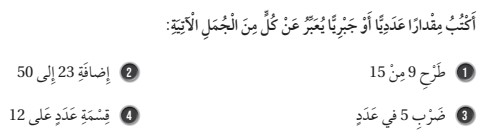 أَكْتُبُ مِقْدارًا عَدَدِيًّا أَوْ جَبْرِيًّا يُعَبِّرُ عَنْ كُلٍّ مِنَ الْجُمَلِ الْآتِيَةِ:
1 طَرْحِ 9 مِنْ 15
2 إِضافَةِ 23 إِلى 50
3 ضَرْبِ 5 في عَدَدٍ
4 قِسْمَةِ عَدَدٍ عَلى 12